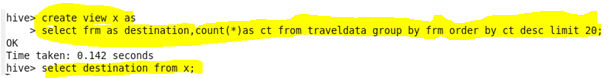 hive> create view x as
    > select frm as destination,count(*)as ct from traveldata group by frm order by ct desc limit 20;
OK
Time taken: 0.142 seconds
hive> select destination from x;